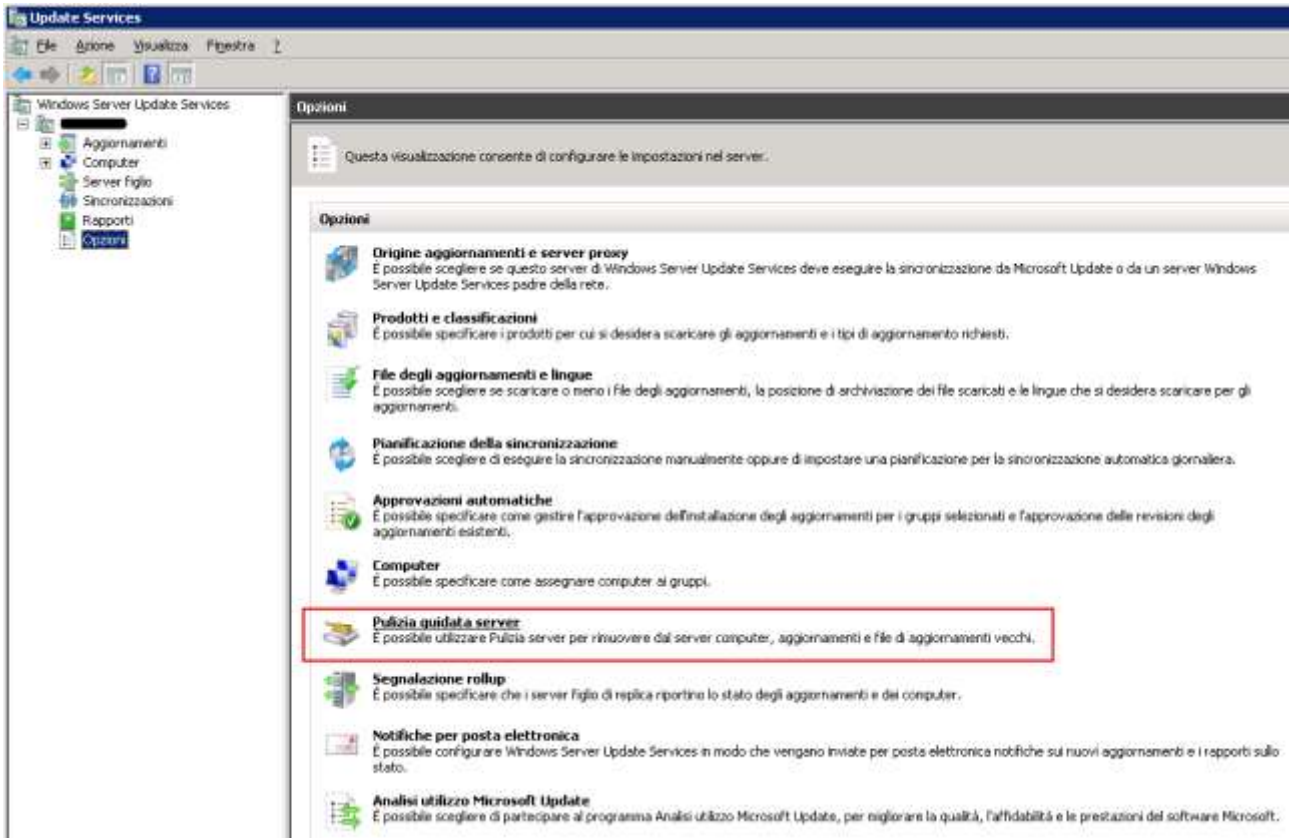 Update Services
File Azione Visualizza Finestra ?
Windows Server Update Services
Aggiornamenti
Computer
Server figlio
Sincronizzazioni
Rapporti
Opzioni
Opzioni
Questa visualizzazione consente di configurare le impostazioni nel server.
Opzioni
Origine aggiornamenti e server proxy
È possibile scegliere se questo server di Windows Server Update Services deve eseguire la sincronizzazione da Microsoft Update o da un server Windows
Server Update Services padre della rete.
Prodotti e classificazioni
È possibile specificare i prodotti per cui si desidera scaricare gli aggiornamenti e i tipi di aggiornamento richiesti.
File degli aggiornamenti e lingue
È possibile scegliere se scaricare o meno i file degli aggiornamenti, la posizione di archiviazione dei file scaricati e le lingue che si desidera scaricare per gli
aggiornamenti.
Pianificazione della sincronizzazione
È possibile scegliere di eseguire la sincronizzazione manualmente oppure di impostare una pianificazione per la sincronizzazione automatica giornaliera.
Approvazioni automatiche
È possibile specificare come gestire l'approvazione dell'installazione degli aggiornamenti per i gruppi selezionati e l'approvazione delle revisioni degli
aggiornamenti esistenti.
Computer
È possibile specificare come assegnare computer ai gruppi.
Pulizia guidata server
È possibile utilizzare Pulizia server per rimuovere dal server computer, aggiornamenti e file di aggiornamenti vecchi.
Segnalazione rollup
È possibile specificare che i server figlio di replica riportino lo stato degli aggiornamenti e dei computer.
Notifiche per posta elettronica
È possibile configurare Windows Server Update Services in modo che vengano inviate per posta elettronica notifiche sui nuovi aggiornamenti e i rapporti sullo
stato.
Analisi utilizzo Microsoft Update
È possibile scegliere di partecipare al programma Analisi utilizzo Microsoft Update, per migliorare la qualità, l'affidabilità e le prestazioni del software Microsoft.